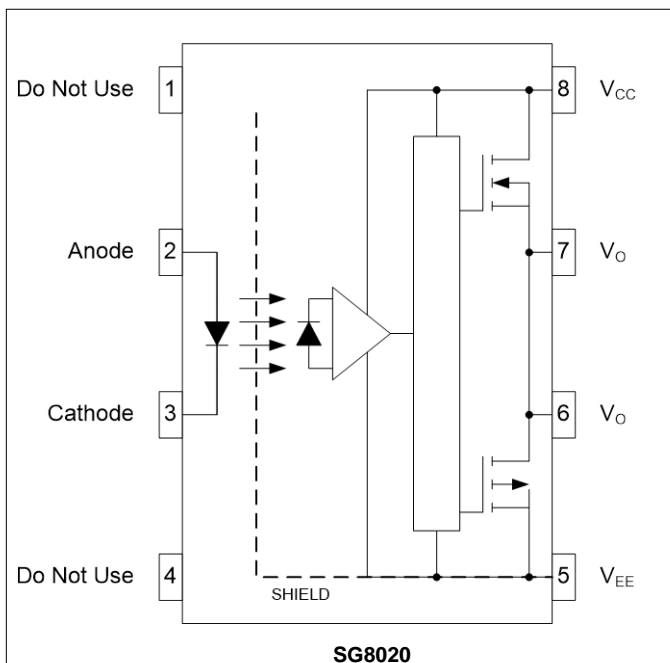 Do Not Use 1 8 VCC
Anode 2 7 VO
Cathode 3 6 VO
Do Not Use 4 5 VEE
SHIELD
SG8020